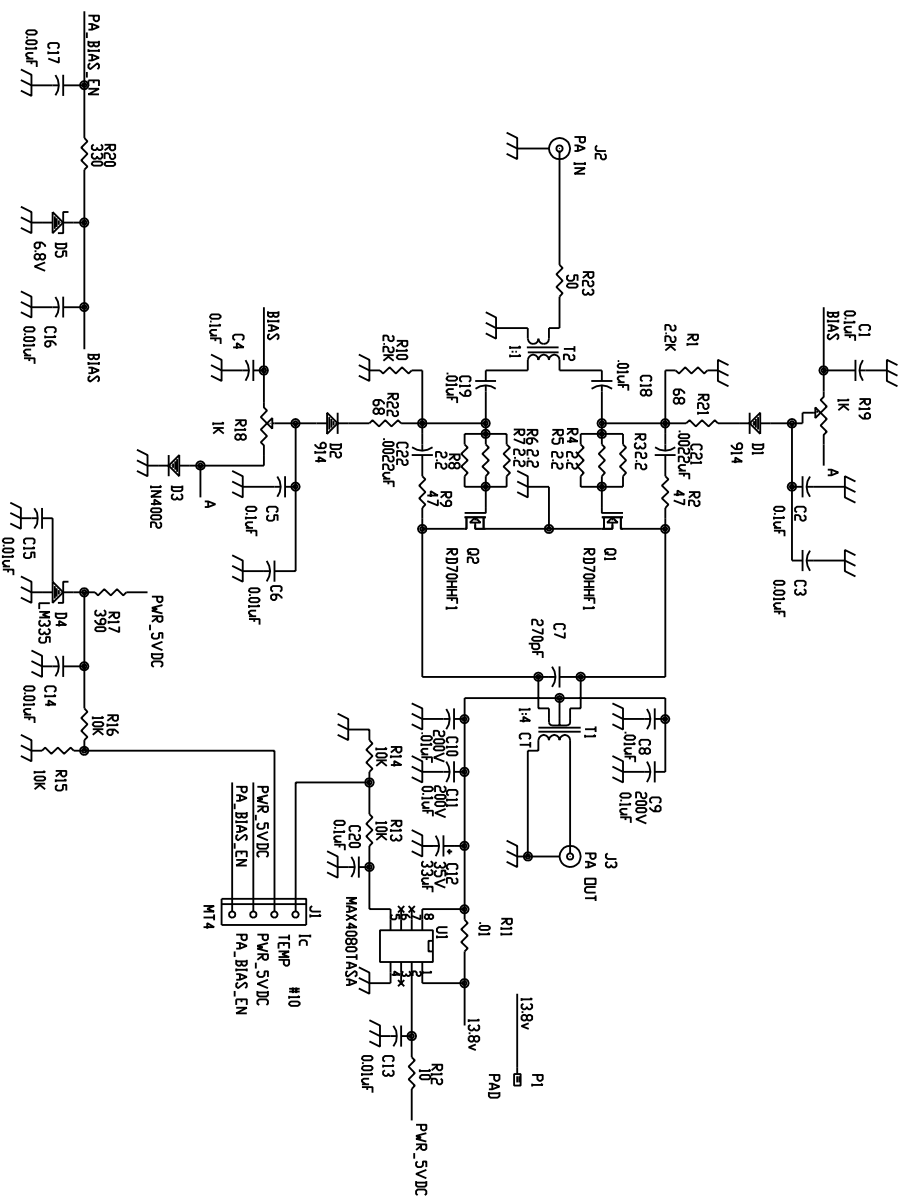 C1
0.1uF
BIAS
R19
1K
A
R1
2.2K
R21
68
D1
914
C2
0.1uF
C3
0.01uF
J2
PA IN
R23
50
T2
1:1
C18
.01uF
C19
.01uF
C21
.0022uF
R2
47
R3 2.2
R4 2.2
R5 2.2
R6 2.2
R7 2.2
R8
2.2
Q1
RD70HHF1
Q2
RD70HHF1
R10
2.2K
R22
68
C22
.0022uF
R9
47
D2
914
BIAS
C4
0.1uF
R18
1K
D3
1N4002
A
C5
0.1uF
C6
0.01uF
PA_BIAS_EN
C17
0.01uF
R20
330
D5
6.8V
C16
0.01uF
BIAS
C7
270pF
T1
1:4 CT
C8
.01uF
C9
200V
0.1uF
J3
PA OUT
C10
200V
.01uF
C11
200V
0.1uF
C12
35V
33uF
+
R11
.01
13.8v
13.8v
P1
PAD
R14
10K
R13
10K
C20
0.1uF
U1
MAX4080TASA
8
7
6
5
1
2
3
4
C13
0.01uF
R12
10
PWR_5VDC
PWR_5VDC
R17
390
D4
LM335
C15
0.01uF
C14
0.01uF
R16
10K
R15
10K
PWR_5VDC
PA_BIAS_EN
J1
MT4
Ic
TEMP
PWR_5VDC
PA_BIAS_EN
#10